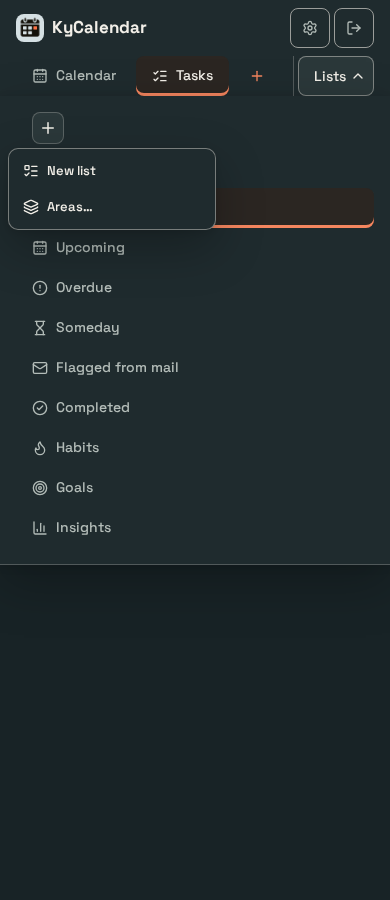 KyCalendar
Calendar
Tasks
Lists
New list
Areas...
Upcoming
Overdue
Someday
Flagged from mail
Completed
Habits
Goals
Insights